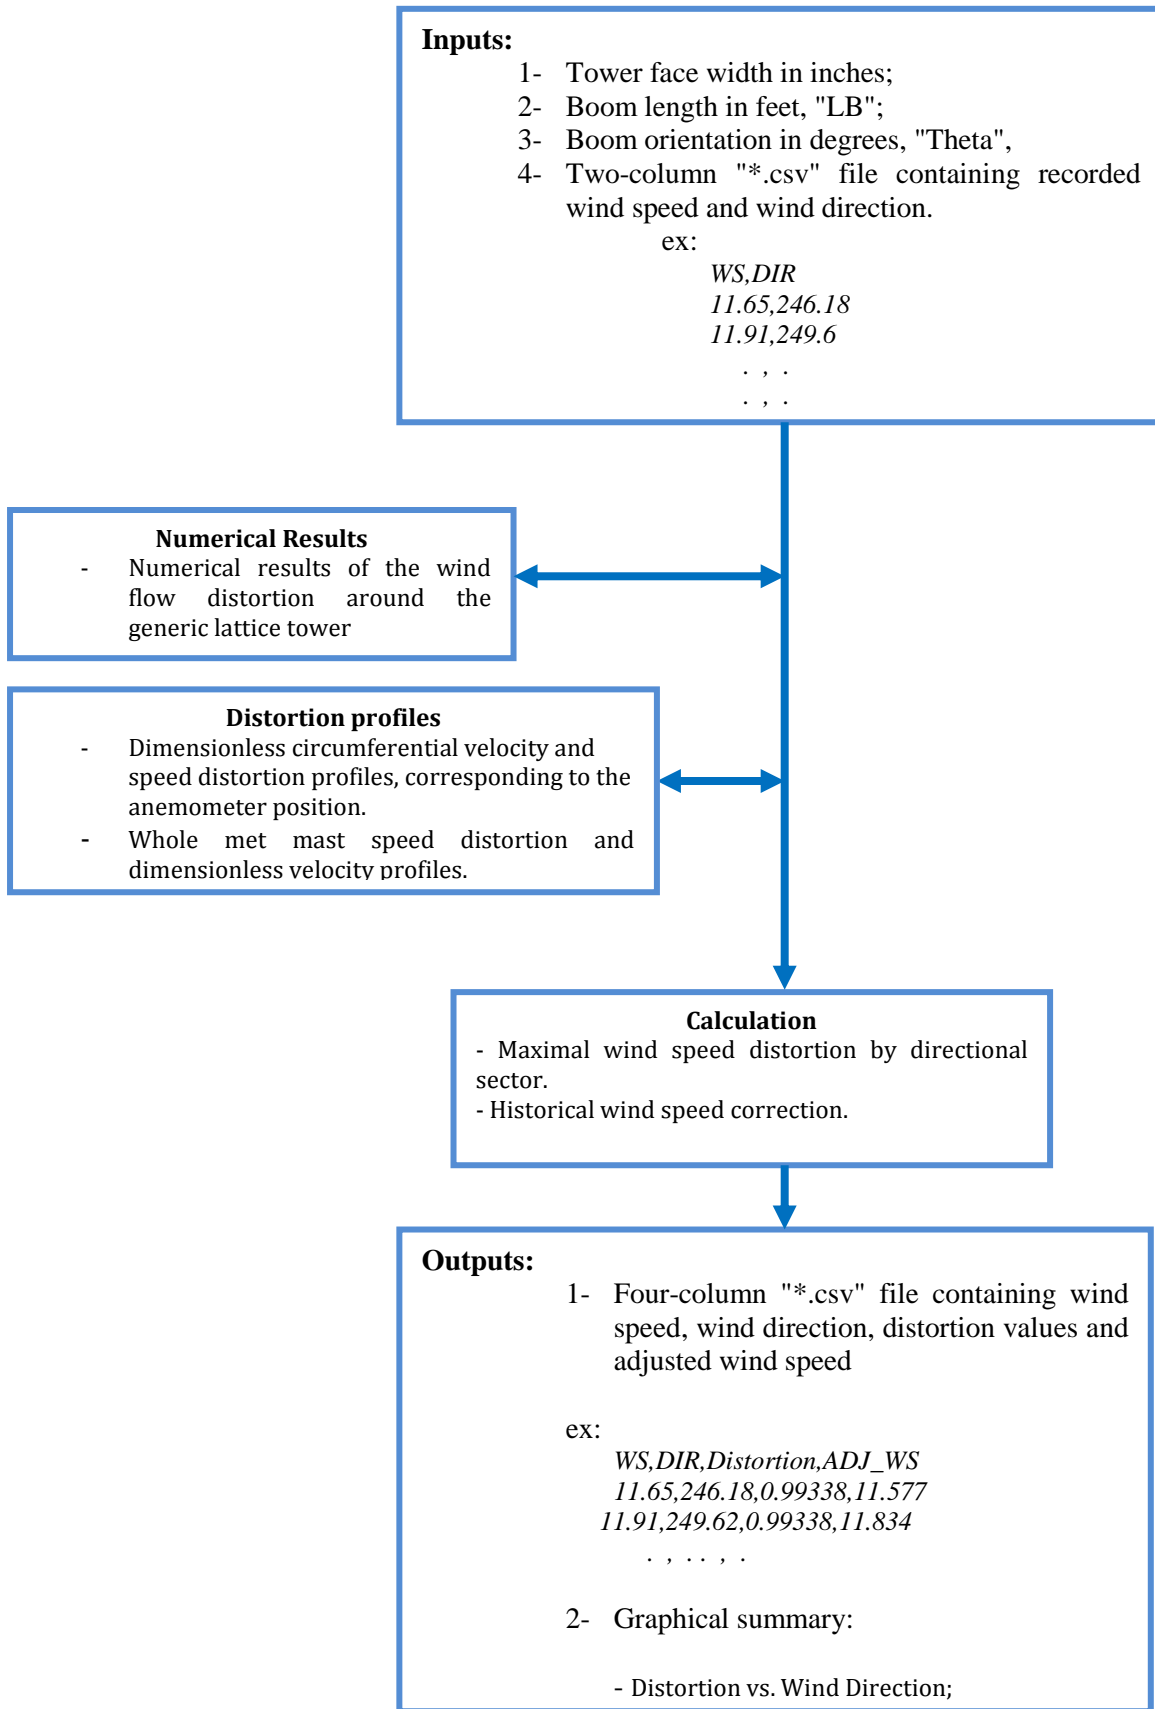 Inputs:
1- Tower face width in inches;
2- Boom length in feet, "LB";
3- Boom orientation in degrees, "Theta",
4- Two-column "*.csv" file containing recorded
wind speed and wind direction.
ex:
WS,DIR
11.65,246.18
11.91,249.6
. , .
. , .
Numerical Results
- Numerical results of the wind
flow distortion around the
generic lattice tower
Distortion profiles
- Dimensionless circumferential velocity and
speed distortion profiles, corresponding to the
anemometer position.
- Whole met mast speed distortion and
dimensionless velocity profiles.
Calculation
- Maximal wind speed distortion by directional
sector.
- Historical wind speed correction.
Outputs:
1- Four-column "*.csv" file containing wind
speed, wind direction, distortion values and
adjusted wind speed
ex:
WS,DIR,Distortion,ADJ_WS
11.65,246.18,0.99338,11.577
11.91,249.62,0.99338,11.834
. , . . , .
2- Graphical summary:
- Distortion vs. Wind Direction;